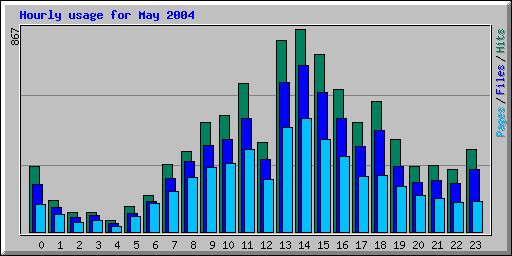 Hourly usage for May 2004
867
Pages / Files / Hits
0 1 2 3 4 5 6 7 8 9 10 11 12 13 14 15 16 17 18 19 20 21 22 23